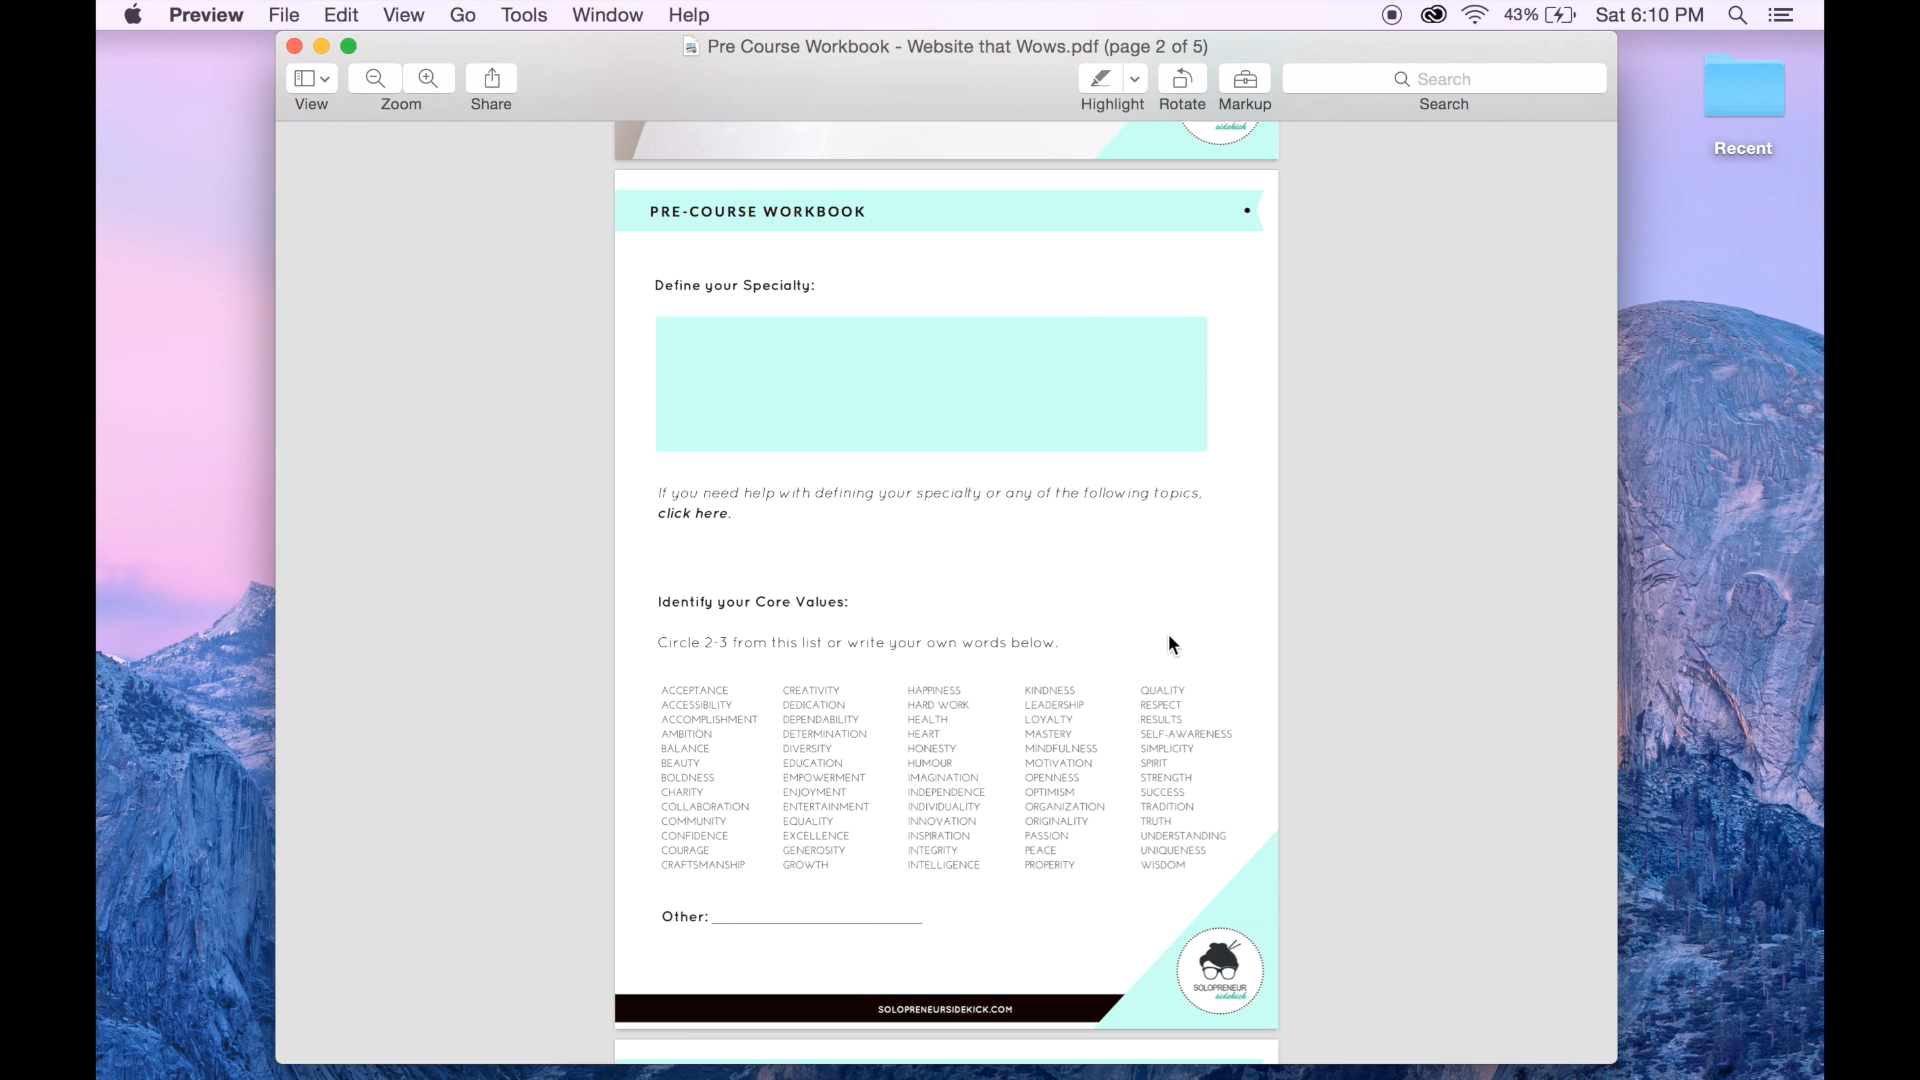 Preview File Edit View Go Tools Window Help 43% Sat 6:10 PM
Pre Course Workbook - Website that Wows.pdf (page 2 of 5)
Search
View Zoom Share Highlight Rotate Markup Search
Recent
sidekick
PRE-COURSE WORKBOOK
Define your Specialty:
If you need help with defining your specialty or any of the following topics,
click here.
Identify your Core Values:
Circle 2-3 from this list or write your own words below.
ACCEPTANCE CREATIVITY HAPPINESS KINDNESS QUALITY
ACCESSIBILITY DEDICATION HARD WORK LEADERSHIP RESPECT
ACCOMPLISHMENT DEPENDABILITY HEALTH LOYALTY RESULTS
AMBITION DETERMINATION HEART MASTERY SELF-AWARENESS
BALANCE DIVERSITY HONESTY MINDFULNESS SIMPLICITY
BEAUTY EDUCATION HUMOUR MOTIVATION SPIRIT
BOLDNESS EMPOWERMENT IMAGINATION OPENNESS STRENGTH
CHARITY ENJOYMENT INDEPENDENCE OPTIMISM SUCCESS
COLLABORATION ENTERTAINMENT INDIVIDUALITY ORGANIZATION TRADITION
COMMUNITY EQUALITY INNOVATION ORIGINALITY TRUTH
CONFIDENCE EXCELLENCE INSPIRATION PASSION UNDERSTANDING
COURAGE GENEROSITY INTEGRITY PEACE UNIQUENESS
CRAFTSMANSHIP GROWTH INTELLIGENCE PROPERITY WISDOM
Other:
SOLOPRENEUR
sidekick
SOLOPRENEURSIDEKICK.COM